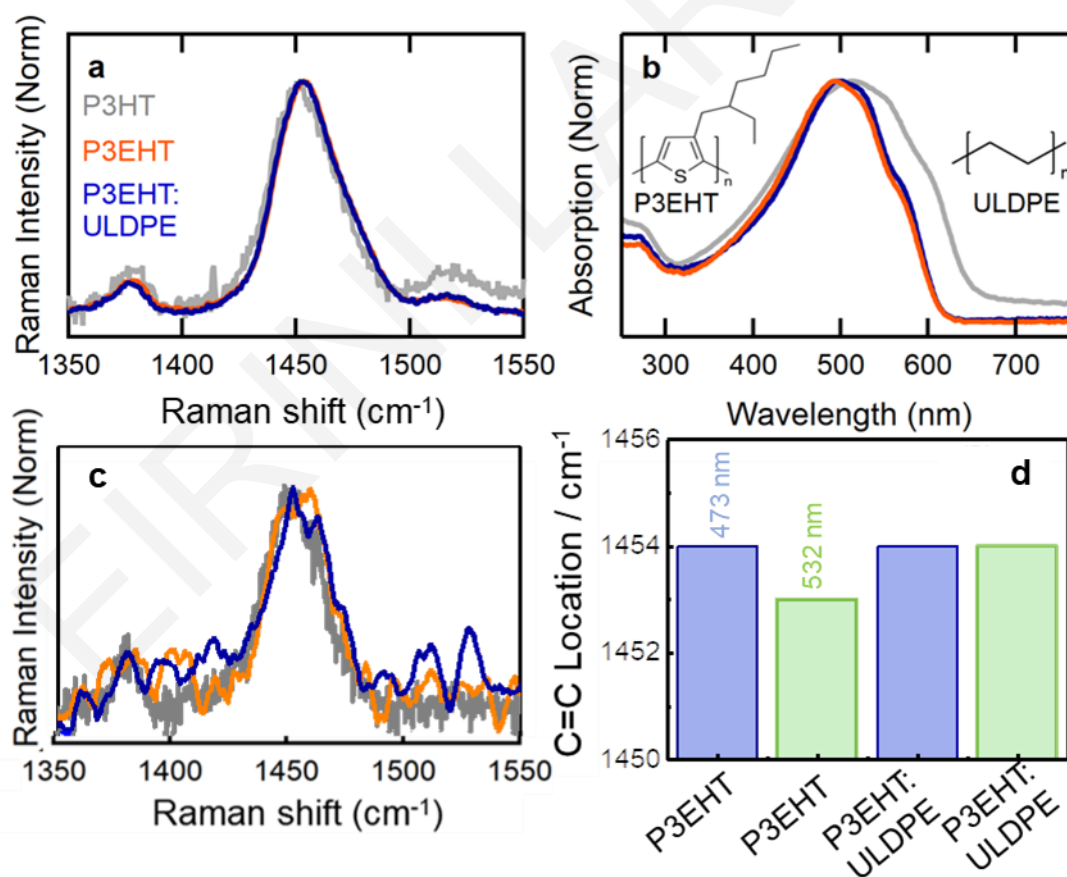 EIRINI LAR
a
P3HT
P3EHT
P3EHT:
ULDPE
Raman Intensity (Norm)
1350 1400 1450 1500 1550
Raman shift (cm-1)
b
S
n
P3EHT
n
ULDPE
Absorption (Norm)
300 400 500 600 700
Wavelength (nm)
c
Raman Intensity (Norm)
1350 1400 1450 1500 1550
Raman shift (cm-1)
d
473 nm
532 nm
C=C Location / cm-1
1456
1454
1452
1450
P3EHT
P3EHT
P3EHT:
ULDPE
P3EHT:
ULDPE